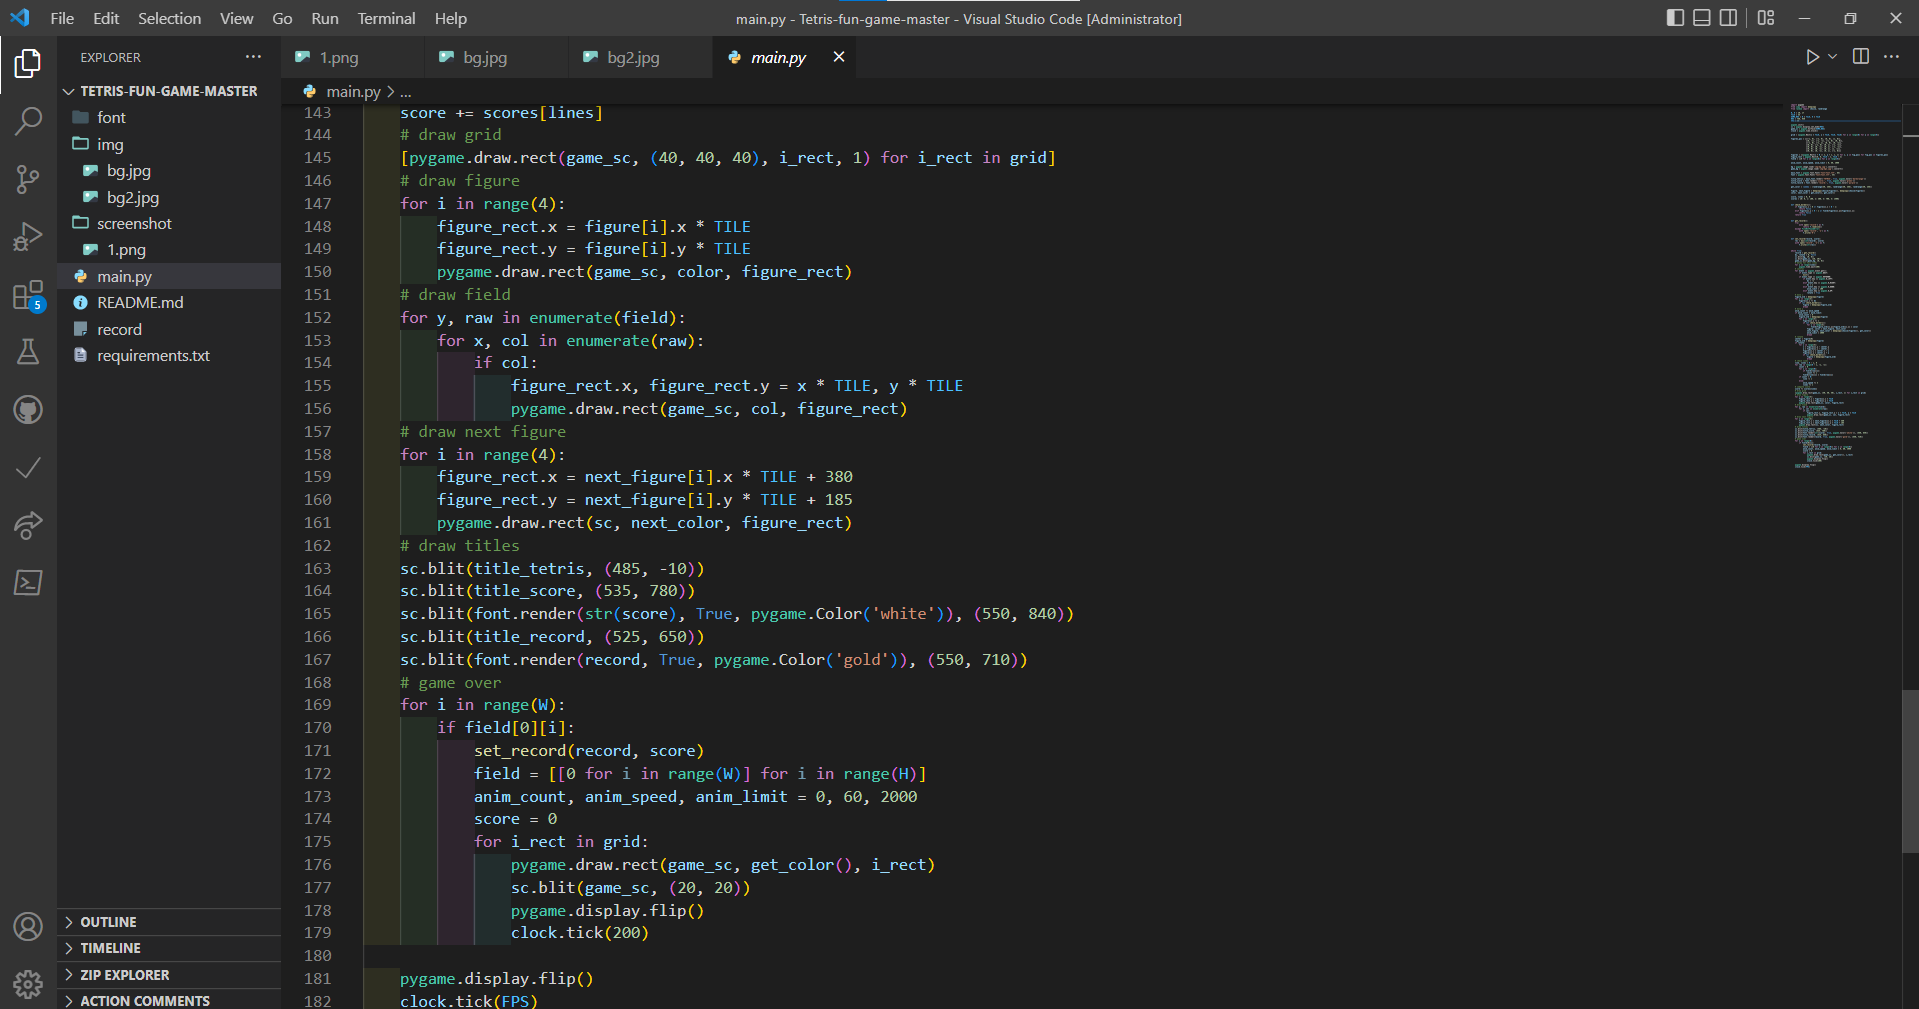 File Edit Selection View Go Run Terminal Help
main.py - Tetris-fun-game-master - Visual Studio Code [Administrator]
EXPLORER
TETRIS-FUN-GAME-MASTER
font
img
bg.jpg
bg2.jpg
screenshot
1.png
main.py
README.md
record
requirements.txt
5
OUTLINE
TIMELINE
ZIP EXPLORER
ACTION COMMENTS
1.png bg.jpg bg2.jpg main.py
main.py > ...
143 score += scores[lines]
144 # draw grid
145 [pygame.draw.rect(game_sc, (40, 40, 40), i_rect, 1) for i_rect in grid]
146 # draw figure
147 for i in range(4):
148 figure_rect.x = figure[i].x * TILE
149 figure_rect.y = figure[i].y * TILE
150 pygame.draw.rect(game_sc, color, figure_rect)
151 # draw field
152 for y, raw in enumerate(field):
153 for x, col in enumerate(raw):
154 if col:
155 figure_rect.x, figure_rect.y = x * TILE, y * TILE
156 pygame.draw.rect(game_sc, col, figure_rect)
157 # draw next figure
158 for i in range(4):
159 figure_rect.x = next_figure[i].x * TILE + 380
160 figure_rect.y = next_figure[i].y * TILE + 185
161 pygame.draw.rect(sc, next_color, figure_rect)
162 # draw titles
163 sc.blit(title_tetris, (485, -10))
164 sc.blit(title_score, (535, 780))
165 sc.blit(font.render(str(score), True, pygame.Color('white')), (550, 840))
166 sc.blit(title_record, (525, 650))
167 sc.blit(font.render(record, True, pygame.Color('gold')), (550, 710))
168 # game over
169 for i in range(W):
170 if field[0][i]:
171 set_record(record, score)
172 field = [[0 for i in range(W)] for i in range(H)]
173 anim_count, anim_speed, anim_limit = 0, 60, 2000
174 score = 0
175 for i_rect in grid:
176 pygame.draw.rect(game_sc, get_color(), i_rect)
177 sc.blit(game_sc, (20, 20))
178 pygame.display.flip()
179 clock.tick(200)
180
181 pygame.display.flip()
182 clock.tick(FPS)